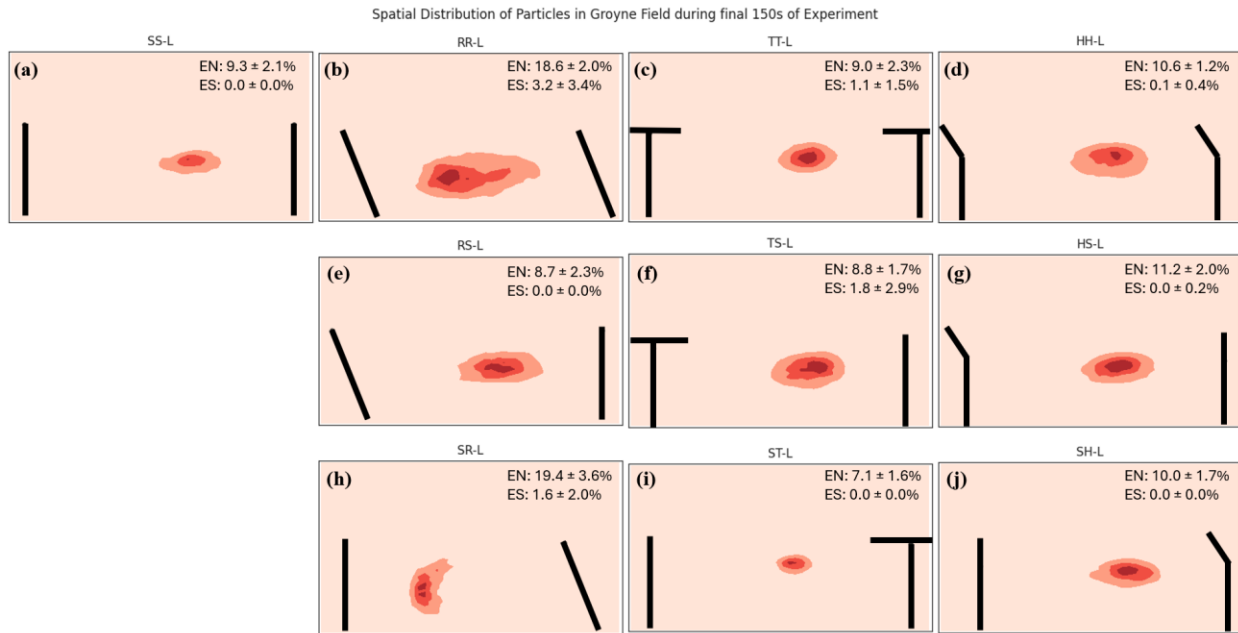 Spatial Distribution of Particles in Groyne Field during final 150s of Experiment
SS-L
(a)
EN: 9.3 ± 2.1%
ES: 0.0 ± 0.0%
RR-L
(b)
EN: 18.6 ± 2.0%
ES: 3.2 ± 3.4%
TT-L
(c)
EN: 9.0 ± 2.3%
ES: 1.1 ± 1.5%
HH-L
(d)
EN: 10.6 ± 1.2%
ES: 0.1 ± 0.4%
RS-L
(e)
EN: 8.7 ± 2.3%
ES: 0.0 ± 0.0%
TS-L
(f)
EN: 8.8 ± 1.7%
ES: 1.8 ± 2.9%
HS-L
(g)
EN: 11.2 ± 2.0%
ES: 0.0 ± 0.2%
SR-L
(h)
EN: 19.4 ± 3.6%
ES: 1.6 ± 2.0%
ST-L
(i)
EN: 7.1 ± 1.6%
ES: 0.0 ± 0.0%
SH-L
(j)
EN: 10.0 ± 1.7%
ES: 0.0 ± 0.0%